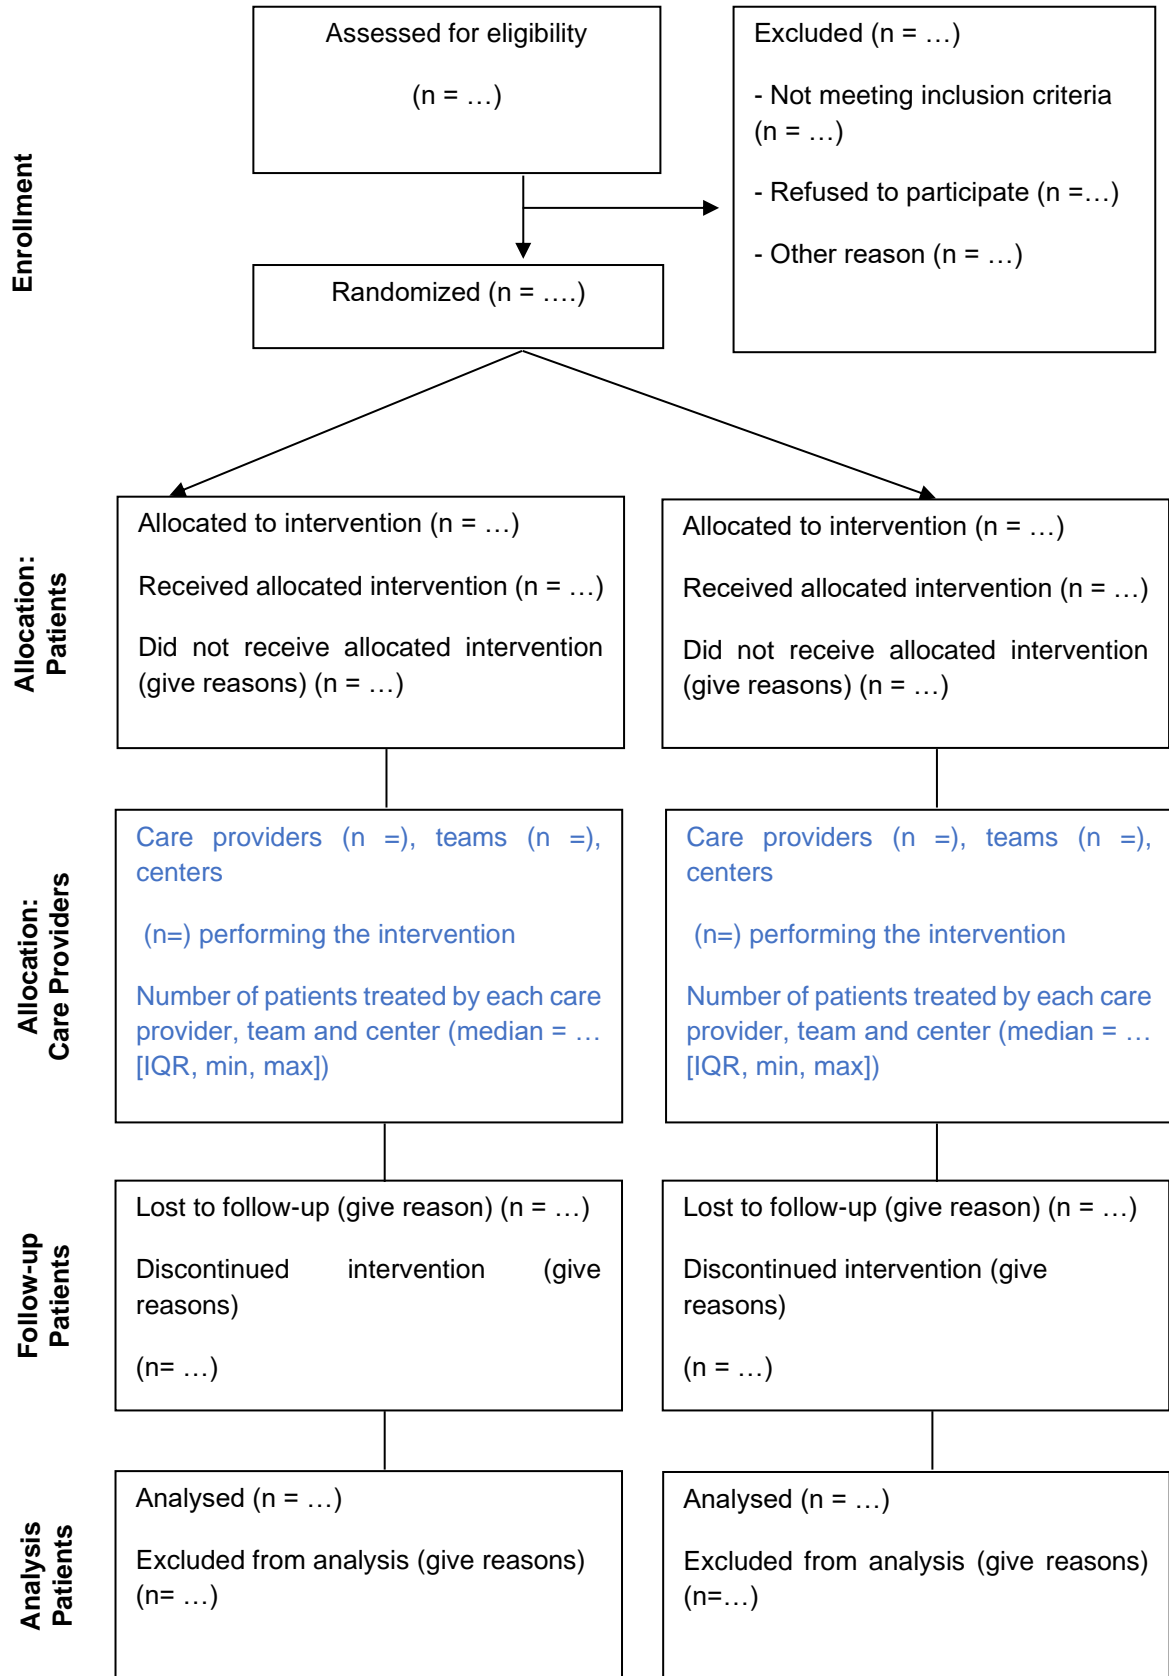 Assessed for eligibility
(n = …)
Excluded (n = …)
- Not meeting inclusion criteria
(n = …)
- Refused to participate (n =…)
- Other reason (n = …)
Enrollment
Randomized (n = ….)
Allocation:
Patients
Allocated to intervention (n = …)
Received allocated intervention (n = …)
Did not receive allocated intervention
(give reasons) (n = …)
Allocated to intervention (n = …)
Received allocated intervention (n = …)
Did not receive allocated intervention
(give reasons) (n = …)
Allocation:
Care Providers
Care providers (n =), teams (n =),
centers
(n=) performing the intervention
Number of patients treated by each care
provider, team and center (median = …
[IQR, min, max])
Care providers (n =), teams (n =),
centers
(n=) performing the intervention
Number of patients treated by each care
provider, team and center (median = …
[IQR, min, max])
Follow-up
Patients
Lost to follow-up (give reason) (n = …)
Discontinued intervention (give
reasons)
(n= …)
Lost to follow-up (give reason) (n = …)
Discontinued intervention (give
reasons)
(n = …)
Analysis
Patients
Analysed (n = …)
Excluded from analysis (give reasons)
(n= …)
Analysed (n = …)
Excluded from analysis (give reasons)
(n=…)